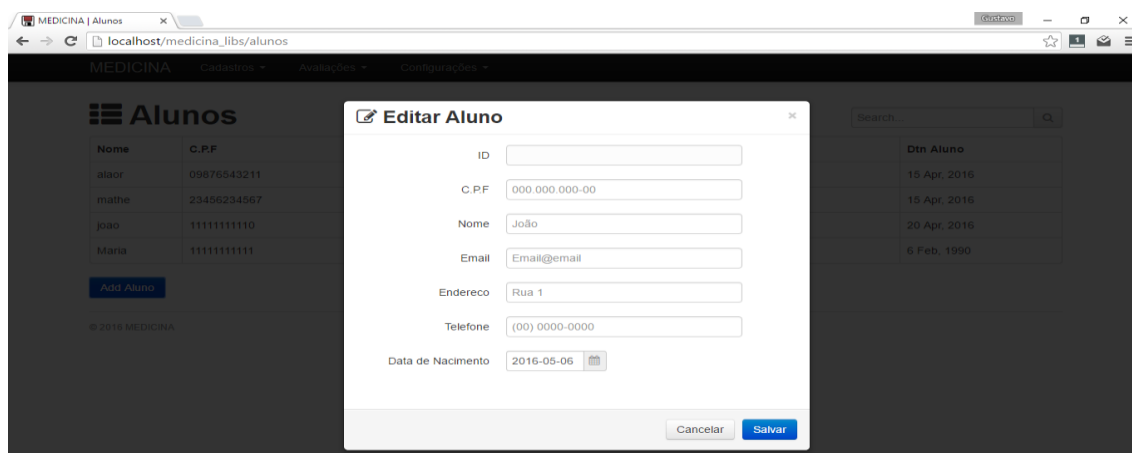 MEDICINA | Alunos
Gustavo
localhost/medicina_libs/alunos
MEDICINA Cadastros Avaliações Configurações
Alunos
Search...
Editar Aluno
Nome C.P.F Dtn Aluno
alaor 09876543211 15 Apr, 2016
mathe 23456234567 15 Apr, 2016
joao 11111111110 20 Apr, 2016
Maria 11111111111 6 Feb, 1990
Add Aluno
© 2016 MEDICINA
ID
C.P.F 000.000.000-00
Nome João
Email Email@email
Endereco Rua 1
Telefone (00) 0000-0000
Data de Nacimento 2016-05-06
Cancelar Salvar